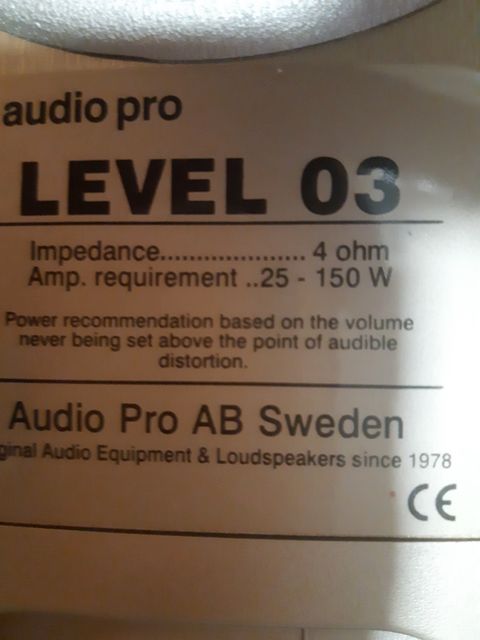 audio pro
LEVEL 03
Impedance.................... 4 ohm
Amp. requirement ..25 - 150 W
Power recommendation based on the volume
never being set above the point of audible
distortion.
Audio Pro AB Sweden
Audio Equipment & Loudspeakers since 1978
CE